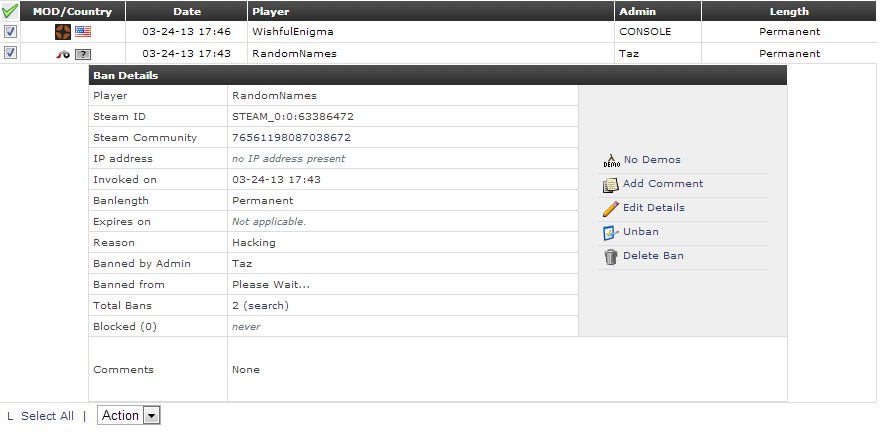 MOD/Country Date Player Admin Length
03-24-13 17:46 WishfulEnigma CONSOLE Permanent
? 03-24-13 17:43 RandomNames Taz Permanent
Ban Details
Player RandomNames
Steam ID STEAM_0:0:63386472
Steam Community 76561198087038672
IP address no IP address present
Invoked on 03-24-13 17:43
Banlength Permanent
Expires on Not applicable.
Reason Hacking
Banned by Admin Taz
Banned from Please Wait...
Total Bans 2 (search)
Blocked (0) never
DEMO No Demos
Add Comment
Edit Details
Unban
Delete Ban
Comments None
L Select All | Action